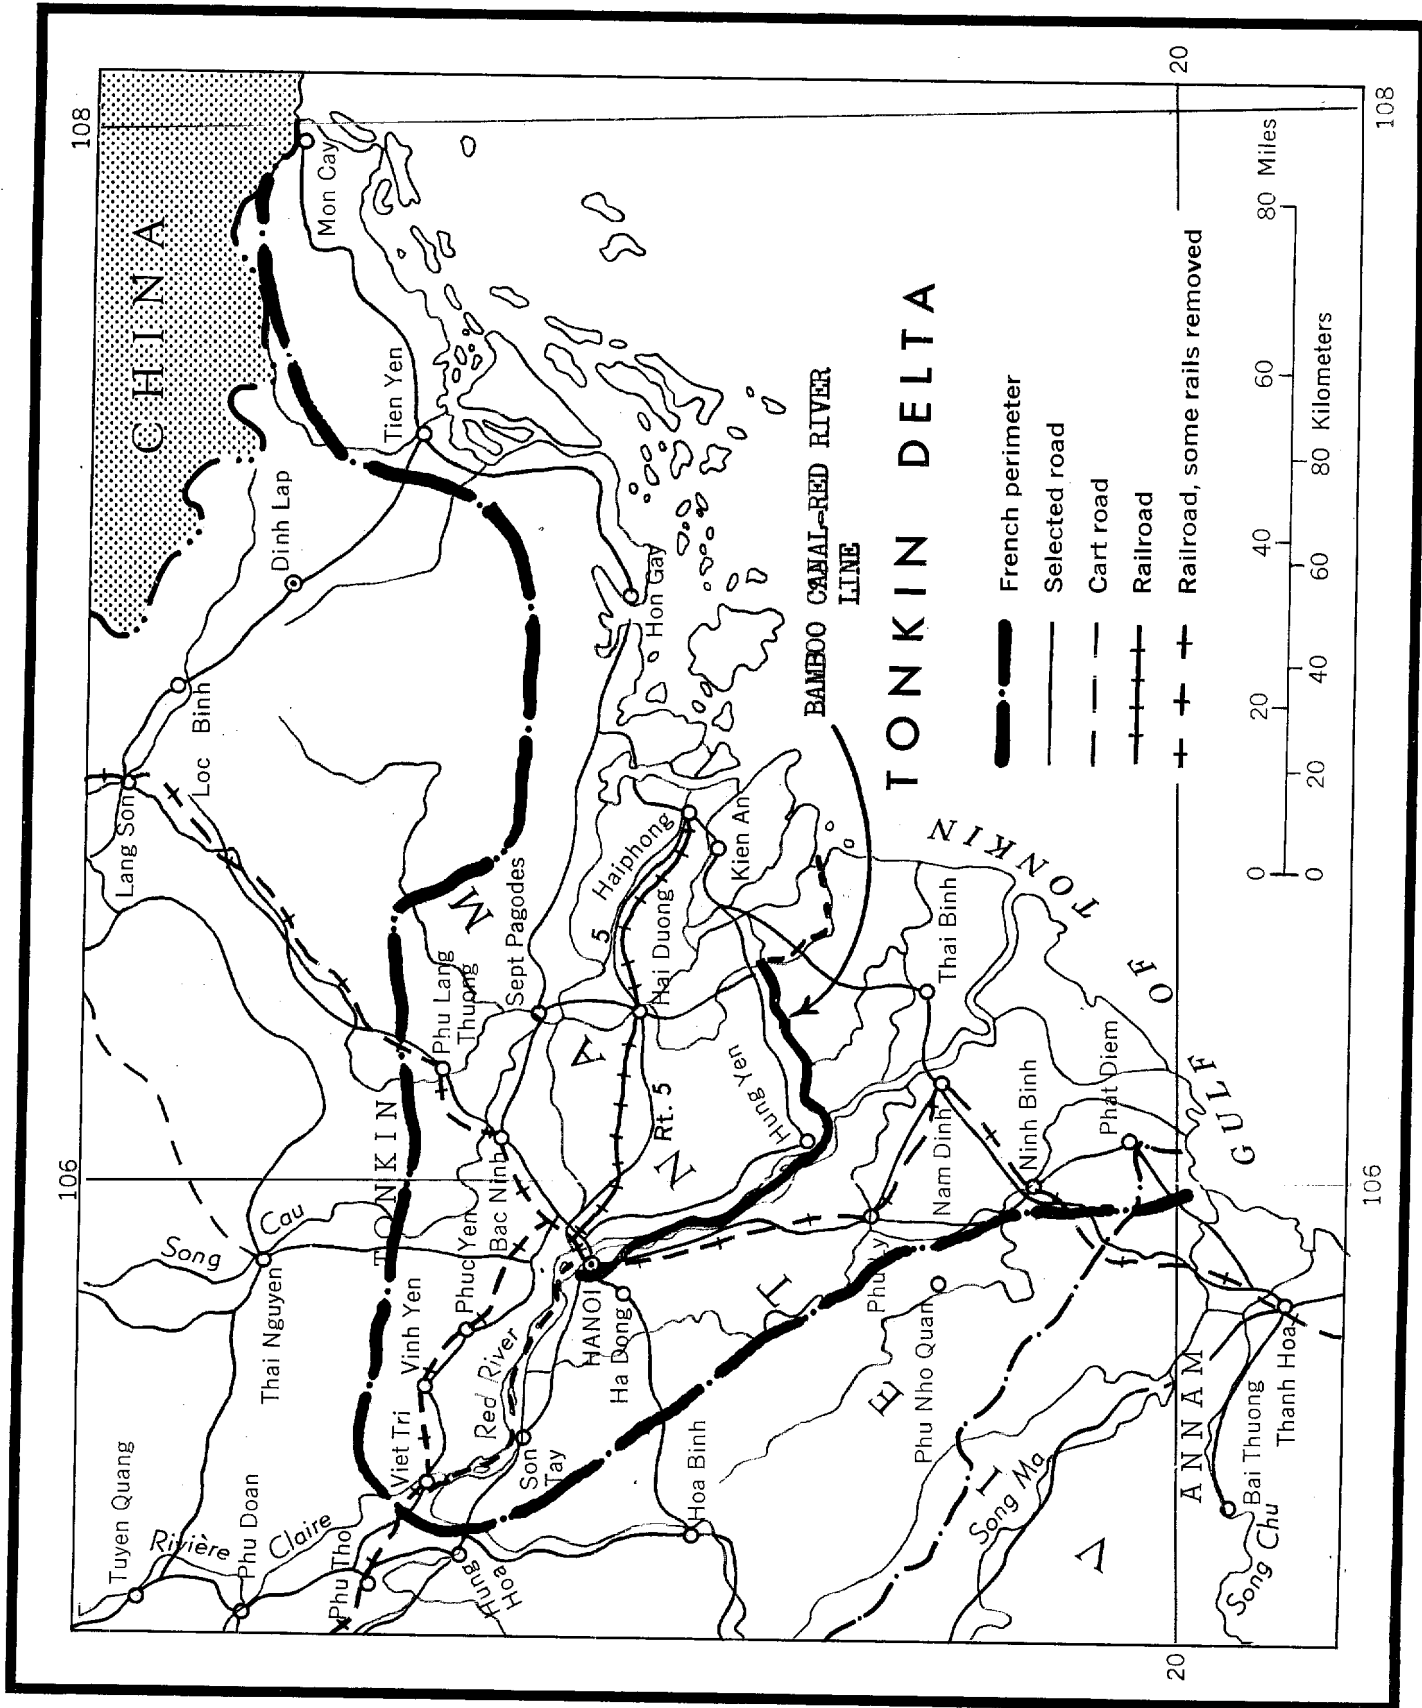 108
106
CHINA
Mon Cay
Tien Yen
Dinh Lap
Loc Binh
Lang Son
TONKIN
Song Cau
Thai Nguyen
Tuyen Quang
Rivière Claire
Phu Doan
Phu Tho
Hung
Hoa
Viet Tri
Vinh Yen
Phuc Yen
Bac Ninh
Phu Lang
Thuong
Sept Pagodes
Red River
Son
Tay
HANOI
Ha Dong
Hoa Binh
Rt. 5
5
Hai Duong
Haiphong
Kien An
Hon Gay
Hung Yen
Thai Binh
Nam Dinh
Phu Nho Quan
Ninh Binh
Phat Diem
Song Ma
ANNAM
Bai Thuong
Thanh Hoa
Song Chu
VIETNAM
GULF OF TONKIN
BAMBOO CANAL-RED RIVER
LINE
TONKIN DELTA
French perimeter
Selected road
Cart road
Railroad
Railroad, some rails removed
0 20 40 60 80 Miles
0 20 40 60 80 Kilometers
20
20
106
108